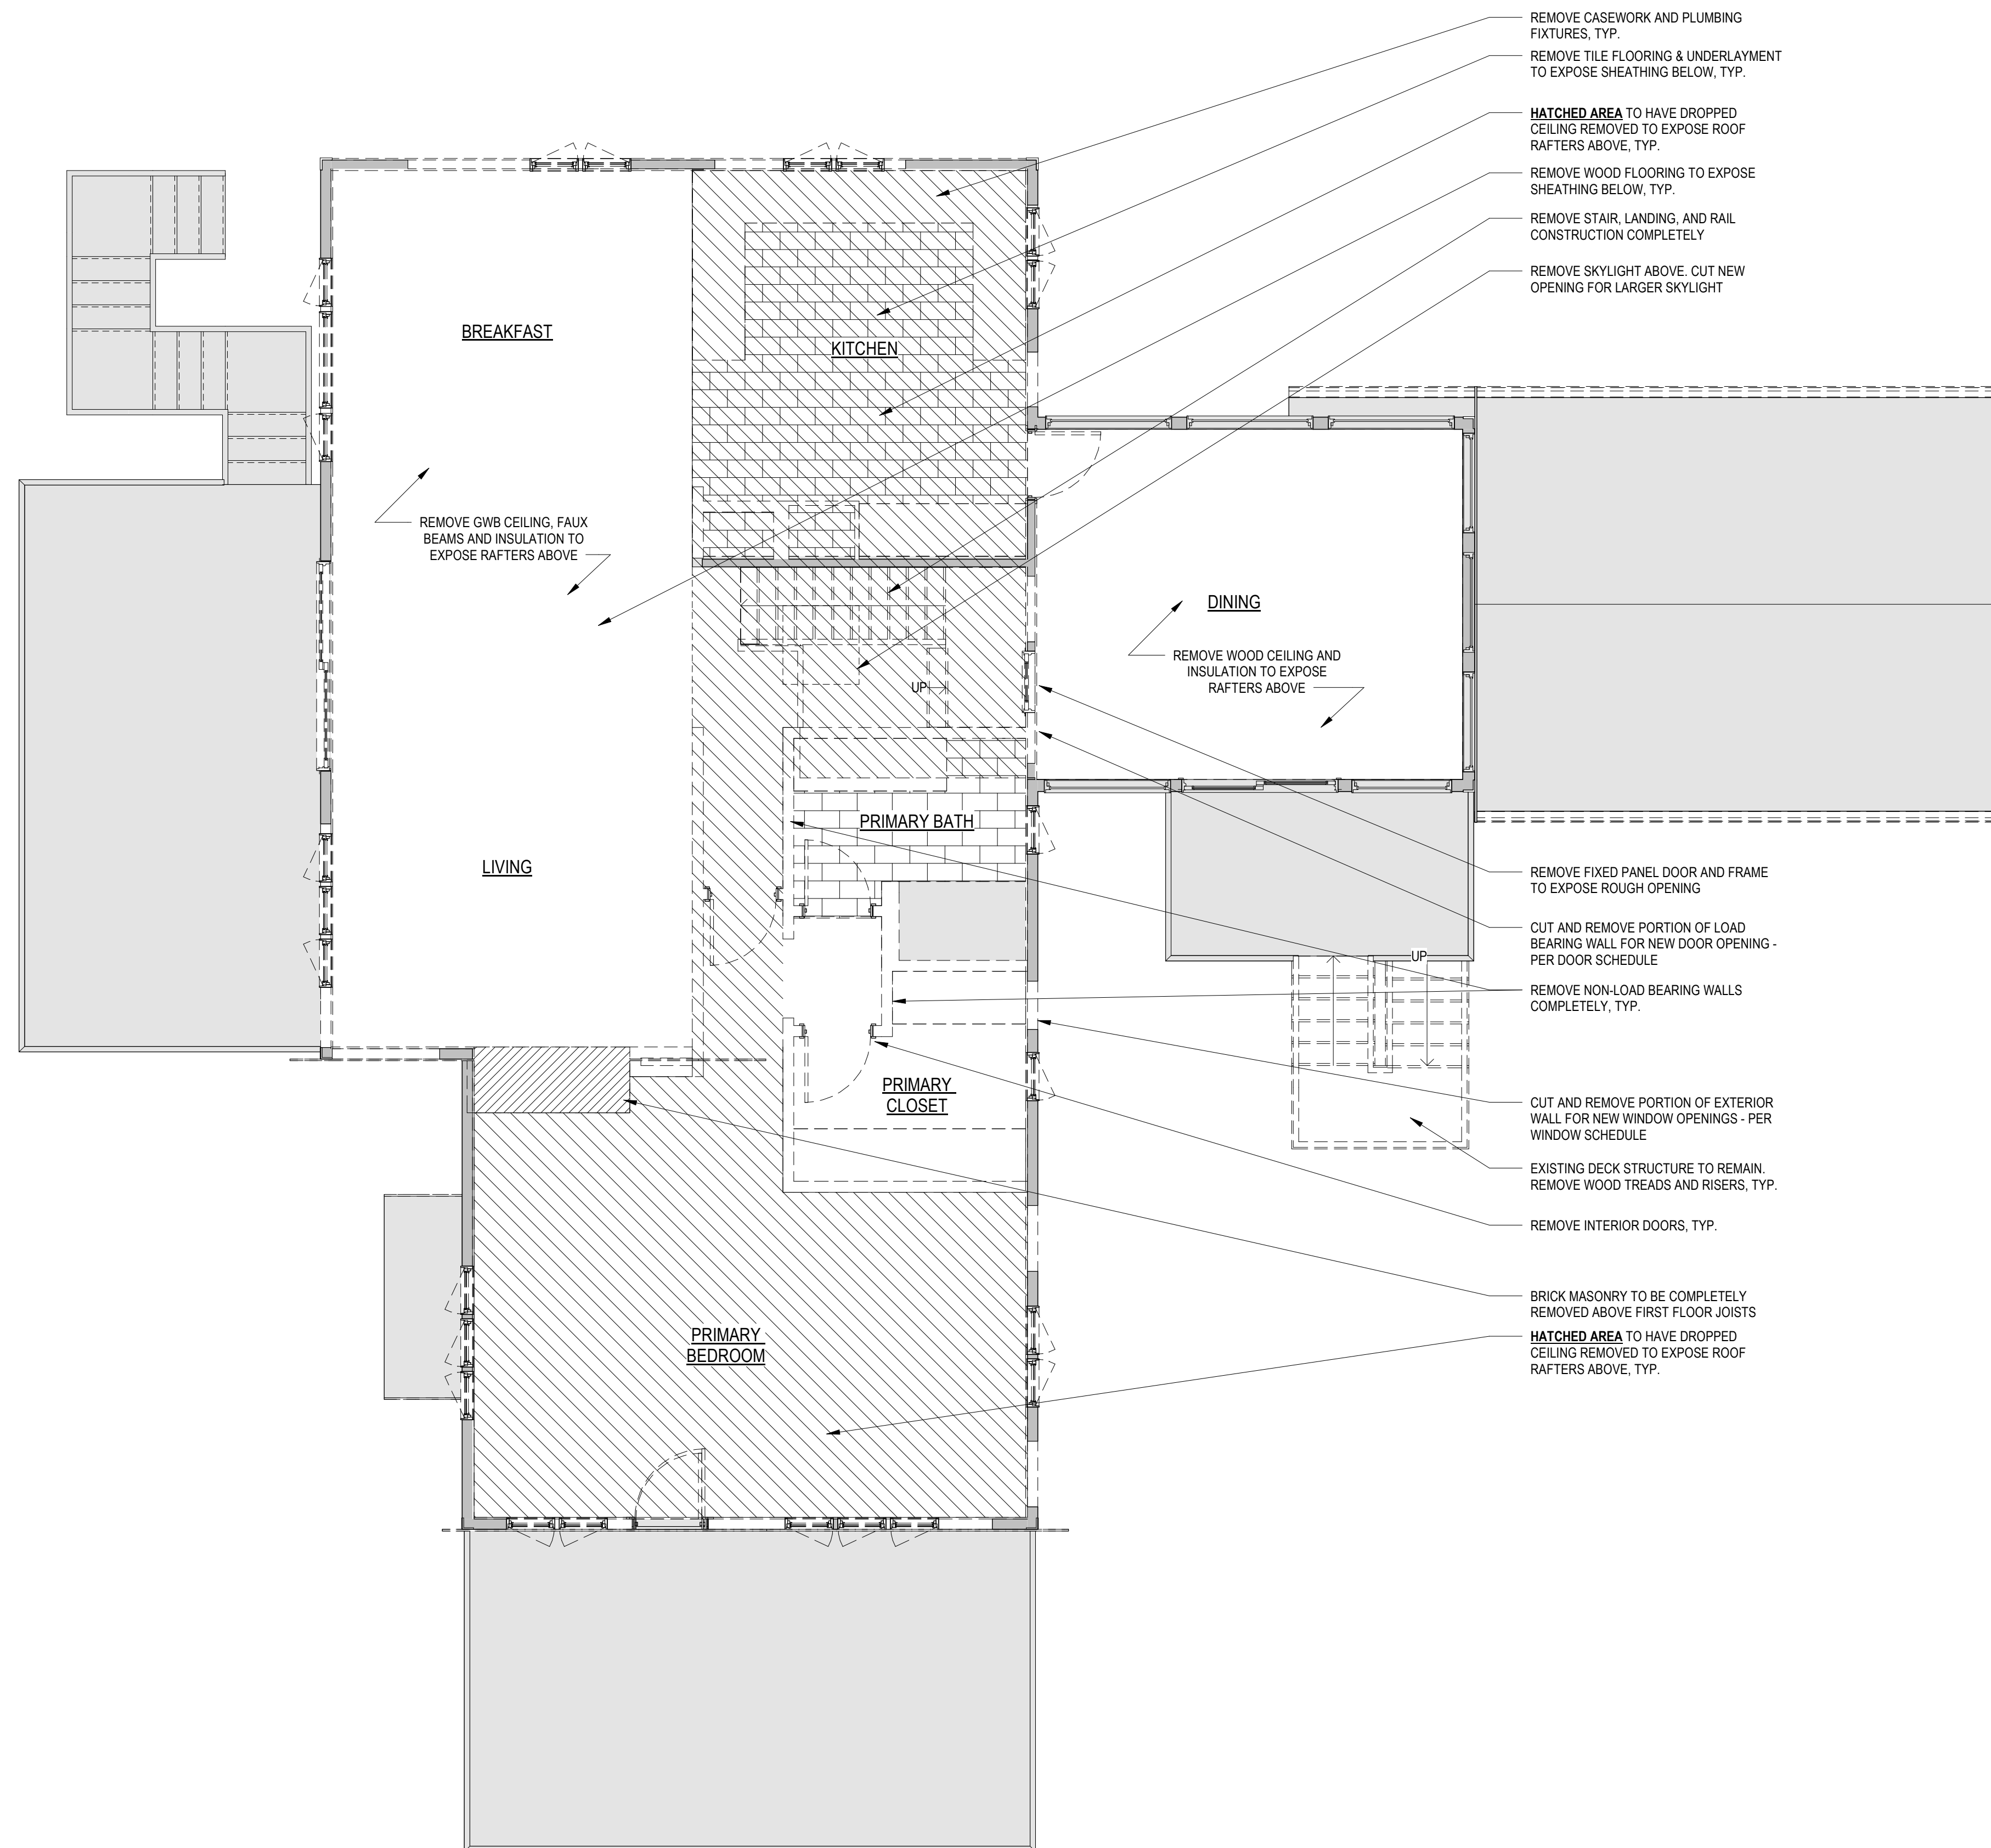 REMOVE CASEWORK AND PLUMBING
FIXTURES, TYP.
REMOVE TILE FLOORING & UNDERLAYMENT
TO EXPOSE SHEATHING BELOW, TYP.
HATCHED AREA TO HAVE DROPPED
CEILING REMOVED TO EXPOSE ROOF
RAFTERS ABOVE, TYP.
REMOVE WOOD FLOORING TO EXPOSE
SHEATHING BELOW, TYP.
REMOVE STAIR, LANDING, AND RAIL
CONSTRUCTION COMPLETELY
REMOVE SKYLIGHT ABOVE. CUT NEW
OPENING FOR LARGER SKYLIGHT
BREAKFAST
KITCHEN
REMOVE GWB CEILING, FAUX
BEAMS AND INSULATION TO
EXPOSE RAFTERS ABOVE
DINING
REMOVE WOOD CEILING AND
INSULATION TO EXPOSE
RAFTERS ABOVE
UP
PRIMARY BATH
LIVING
REMOVE FIXED PANEL DOOR AND FRAME
TO EXPOSE ROUGH OPENING
CUT AND REMOVE PORTION OF LOAD
BEARING WALL FOR NEW DOOR OPENING -
PER DOOR SCHEDULE
UP
REMOVE NON-LOAD BEARING WALLS
COMPLETELY, TYP.
PRIMARY
CLOSET
CUT AND REMOVE PORTION OF EXTERIOR
WALL FOR NEW WINDOW OPENINGS - PER
WINDOW SCHEDULE
EXISTING DECK STRUCTURE TO REMAIN.
REMOVE WOOD TREADS AND RISERS, TYP.
REMOVE INTERIOR DOORS, TYP.
BRICK MASONRY TO BE COMPLETELY
REMOVED ABOVE FIRST FLOOR JOISTS
PRIMARY
BEDROOM
HATCHED AREA TO HAVE DROPPED
CEILING REMOVED TO EXPOSE ROOF
RAFTERS ABOVE, TYP.